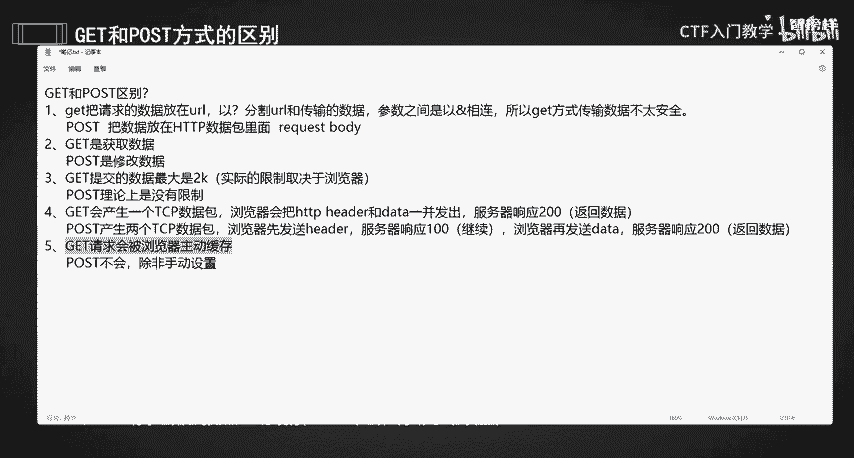 GET和POST方式的区别
CTF入门教学
文件 编辑 查看
GET和POST区别?
1、get把请求的数据放在url，以？分割url和传输的数据，参数之间是以&相连，所以get方式传输数据不太安全。
POST 把数据放在HTTP数据包里面 request body
2、GET是获取数据
POST是修改数据
3、GET提交的数据最大是2k（实际的限制取决于浏览器）
POST理论上是没有限制
4、GET会产生一个TCP数据包，浏览器会把http header和data一并发出，服务器响应200（返回数据）
POST产生两个TCP数据包，浏览器先发送header，服务器响应100（继续），浏览器再发送data，服务器响应200（返回数据）
5、GET请求会被浏览器主动缓存
POST不会，除非手动设置